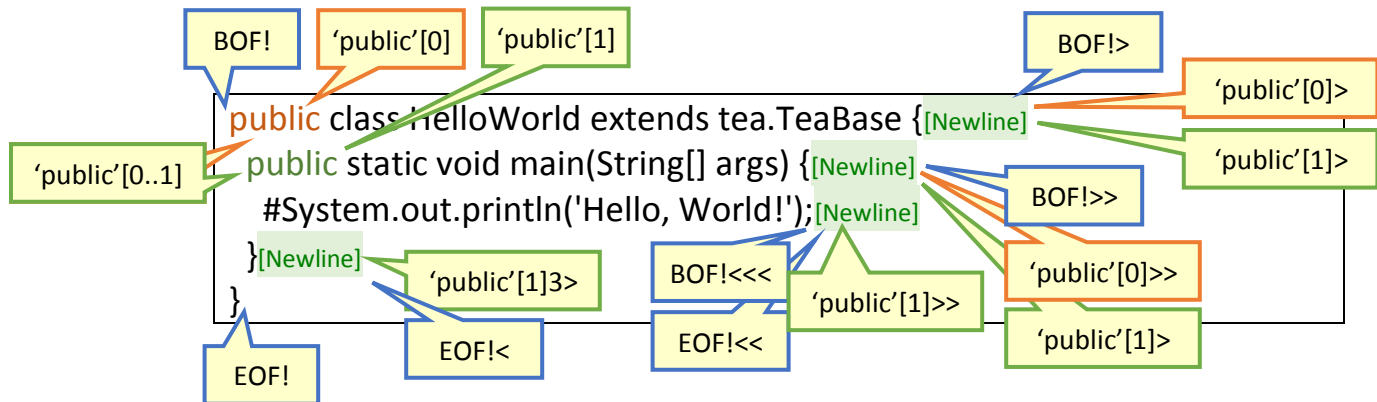 BOF!
‘public’[0]
‘public’[1]
BOF!>
‘public’[0]>
public class HelloWorld extends tea.TeaBase {[Newline]
‘public’[1]>
‘public’[0..1]
public static void main(String[] args) {[Newline]
BOF!>>
#System.out.println('Hello, World!');[Newline]
}[Newline]
‘public’[1]3>
BOF!<<<
‘public’[1]>>
‘public’[0]>>
}
EOF!<
EOF!<<
‘public’[1]>
EOF!